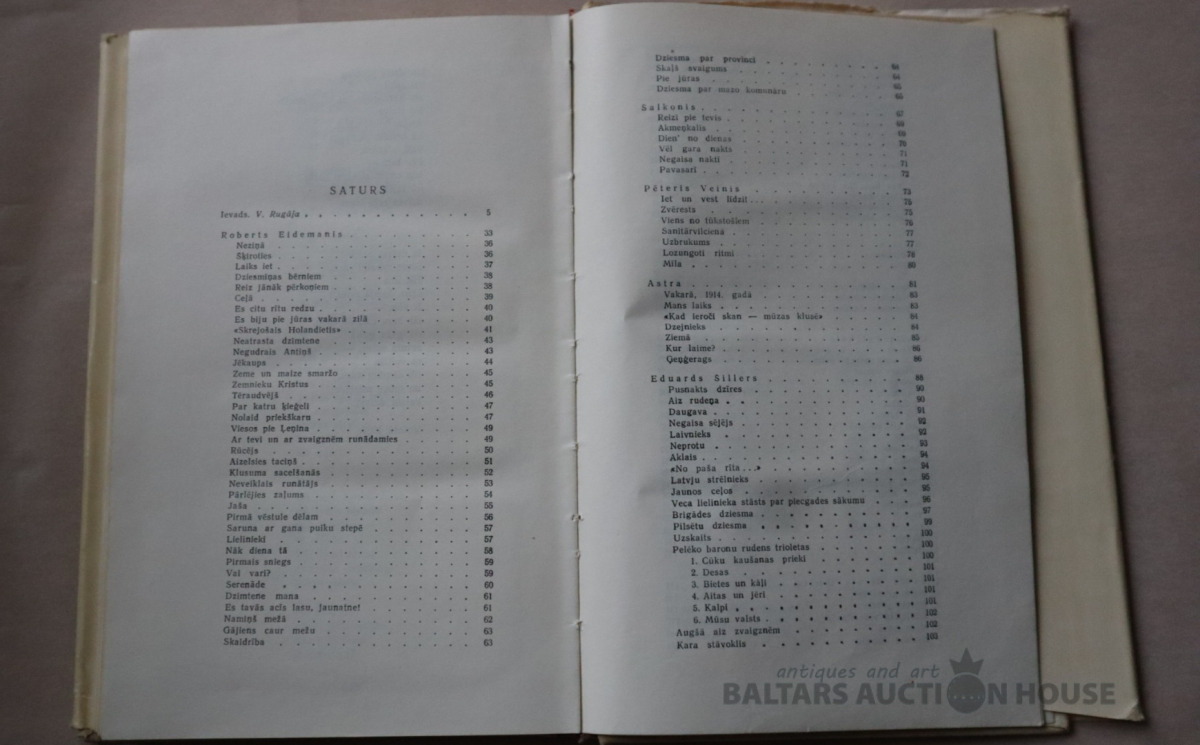 SATURS
Ievads. V. Rugāja 5
Roberts Eidemanis 33
Neziņā 36
Šķiroties 36
Laiks iet 37
Dziesmiņas bērniem 38
Reiz jānāk pērkoņiem 38
Ceļā 39
Es citu rītu redzu 40
Es biju pie jūras vakarā zilā 40
«Skrejošais Holandietis» 41
Neatrasta dzimtene 43
Negudrais Antiņš 43
Jēkaups 44
Zeme un maize smaržo 45
Zemnieku Kristus 45
Tēraudvējš 46
Par katru ķieģeli 47
Nolaid priekškaru 47
Viesos pie Ļeņina 49
Ar tevi un ar zvaigznēm runādamies 49
Rūcējs 50
Aizelsies taciņš 51
Klusuma sacelšanās 52
Neveiklais runātājs 53
Pārlējies zaļums 54
Jaša 55
Pirmā vēstule dēlam 56
Saruna ar gana puiku stepē 57
Lielinieki 57
Nāk diena tā 58
Pirmais sniegs 59
Vai vari? 59
Serenāde 60
Dzimtene mana 61
Es tavās acīs lasu, jaunatne! 61
Namiņš mežā 62
Gājiens caur mežu 63
Skaidrība 63
Dziesma par provinci
Skaļā svaigums 64
Pie jūras 65
Dziesma par mazo komunāru 65
Salkonis 67
Reizi pie tevis 69
Akmeņkalis 69
Dien' no dienas 70
Vēl gara nakts 71
Negaisa naktī 71
Pavasarī 72
Pēteris Veinis 73
Iet un vest līdzi! . . . 75
Zvērests 75
Viens no tūkstošiem 76
Sanitārvilciena 77
Uzbrukums 77
Lozungoti ritmi 78
Mīla 80
Astra 81
Vakarā, 1914. gadā 83
Mans laiks 83
«Kad ieroči skan — mūzas klusē» 84
Dzejnieks 84
Ziemā 85
Kur laime? 86
Ģeņģerags 86
Eduards Sillers 88
Pusnakts dzīres 90
Aiz rudeņa 90
Daugava 91
Negaisa sējējs 92
Laivnieks 92
Neprotu 93
Aklais 94
«No paša rīta . . .» 94
Latvju strēlnieks 95
Jaunos ceļos 95
Veca lielinieka stāsts par piecgades sākumu 96
Brigādes dziesma 97
Pilsētu dziesma 99
Uzskaits 100
Pelēko baronu rudens trioletas 100
1. Cūku kaušanas prieki 100
2. Desas 101
3. Bietes un kāļi 101
4. Aitas un jēri 101
5. Kalpi 101
6. Mūsu valsts 102
Augšā aiz zvaigznēm 102
Kara stāvoklis 103
antiques and art
BALTARS AUCTION HOUSE